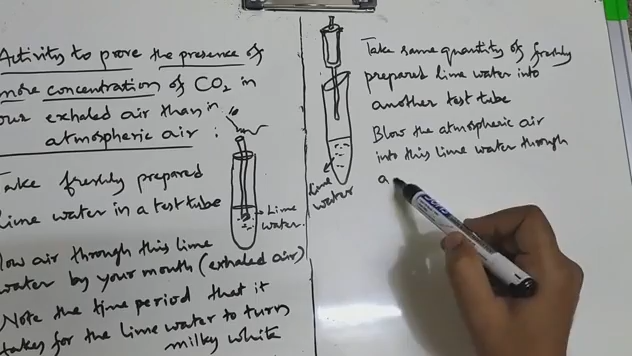 Activity to prove the presence of
more concentration of CO2 in
our exhaled air than in
atmospheric air :
Take freshly prepared
lime water in a test tube
Lime
water.
low air through this lime
water by your mouth (exhaled air)
Note the time period that it
takes for the lime water to turn
milky white
Take same quantity of freshly
prepared lime water into
another test tube
Blow the atmospheric air
into this lime water through
a
Lime
water